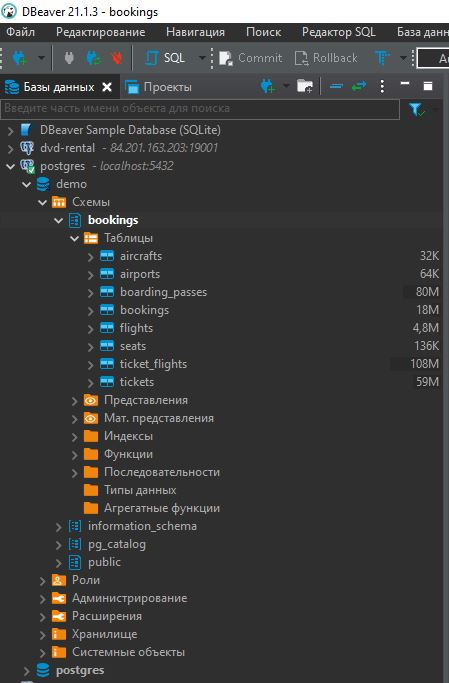 DBeaver 21.1.3 - bookings
Файл Редактирование Навигация Поиск Редактор SQL База данн
SQL Commit Rollback T Au
Базы данных Проекты
Введите часть имени объекта для поиска
DBeaver Sample Database (SQLite)
dvd-rental - 84.201.163.203:19001
postgres - localhost:5432
demo
Схемы
bookings
Таблицы
aircrafts 32K
airports 64K
boarding_passes 80M
bookings 18M
flights 4,8M
seats 136K
ticket_flights 108M
tickets 59M
Представления
Мат. представления
Индексы
Функции
Последовательности
Типы данных
Агрегатные функции
information_schema
pg_catalog
public
Роли
Администрирование
Расширения
Хранилище
Системные объекты
postgres